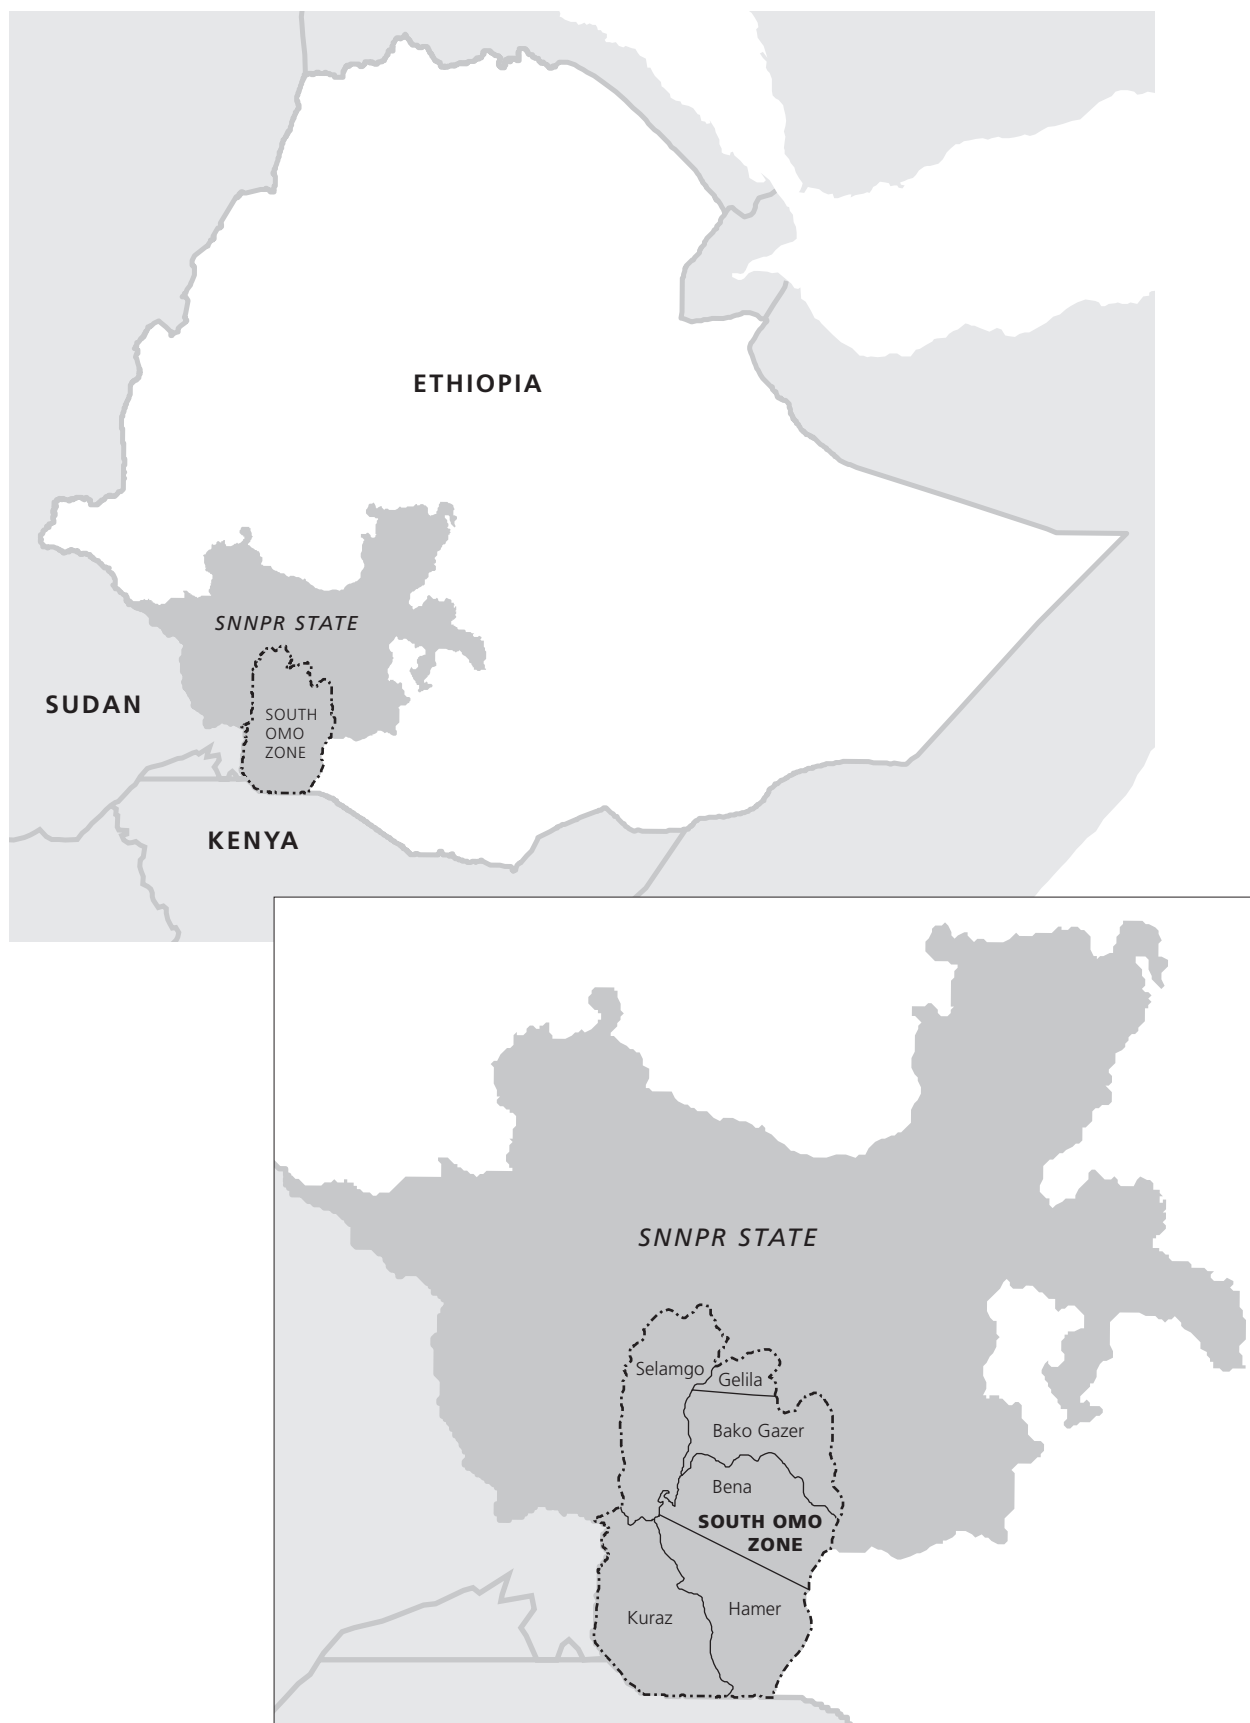 ETHIOPIA
SNNPR STATE
SUDAN
SOUTH
OMO
ZONE
KENYA
SNNPR STATE
Selamgo
Gelila
Bako Gazer
Bena
SOUTH OMO
ZONE
Hamer
Kuraz